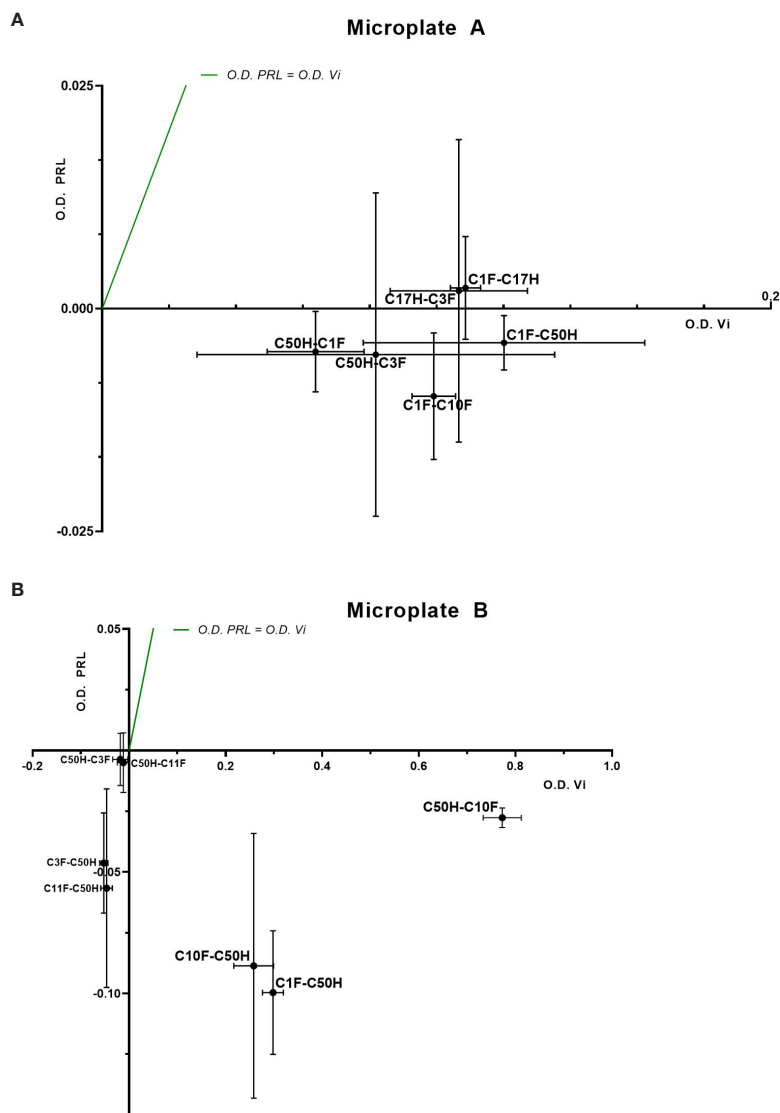 A
Microplate A
O.D. PRL = O.D. Vi
0.025
O.D. PRL
C1F-C17H
C17H-C3F
0.2
0.000
O.D. Vi
C1F-C50H
C50H-C1F
C50H-C3F
C1F-C10F
-0.025
B
Microplate B
0.05
O.D. PRL = O.D. Vi
O.D. PRL
C50H-C3F
C50H-C11F
-0.2
0.2
0.4
0.6
0.8
1.0
O.D. Vi
C50H-C10F
C3F-C50H
-0.05
C11F-C50H
C10F-C50H
C1F-C50H
-0.10